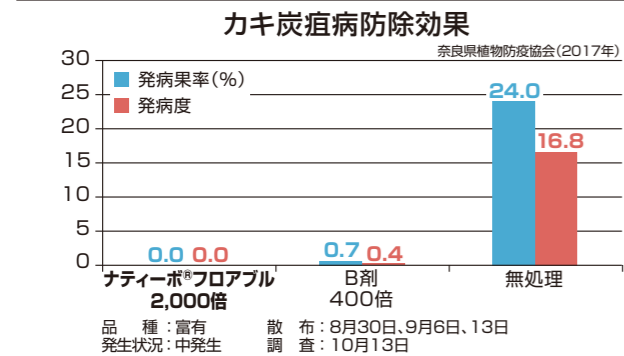 カキ炭疽病防除効果
奈良県植物防疫協会(2017年)
30
25
20
15
10
5
0
発病果率(%)
発病度
0.0 0.0
0.7 0.4
24.0
16.8
ナティーボ®フロアブル
2,000倍
B剤
400倍
無処理
品　種：富有　散　布：8月30日、9月6日、13日
発生状況：中発生　調　査：10月13日